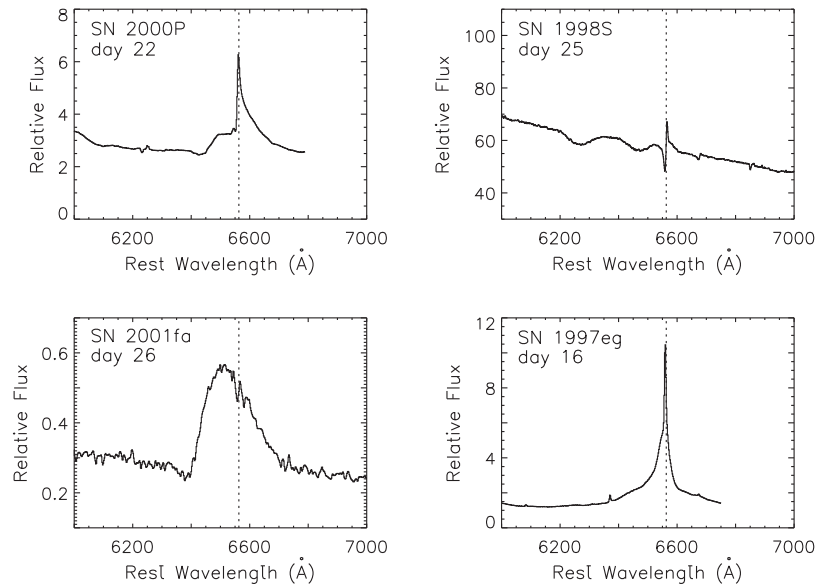 SN 2000P
day 22
8
6
4
2
0
Relative Flux
6200 6600 7000
Rest Wavelength (Å)
SN 1998S
day 25
100
80
60
40
Relative Flux
6200 6600 7000
Rest Wavelength (Å)
SN 2001fa
day 26
0.6
0.4
0.2
Relative Flux
6200 6600 7000
Rest Wavelength (Å)
SN 1997eg
day 16
12
8
4
0
Relative Flux
6200 6600 7000
Rest Wavelength (Å)